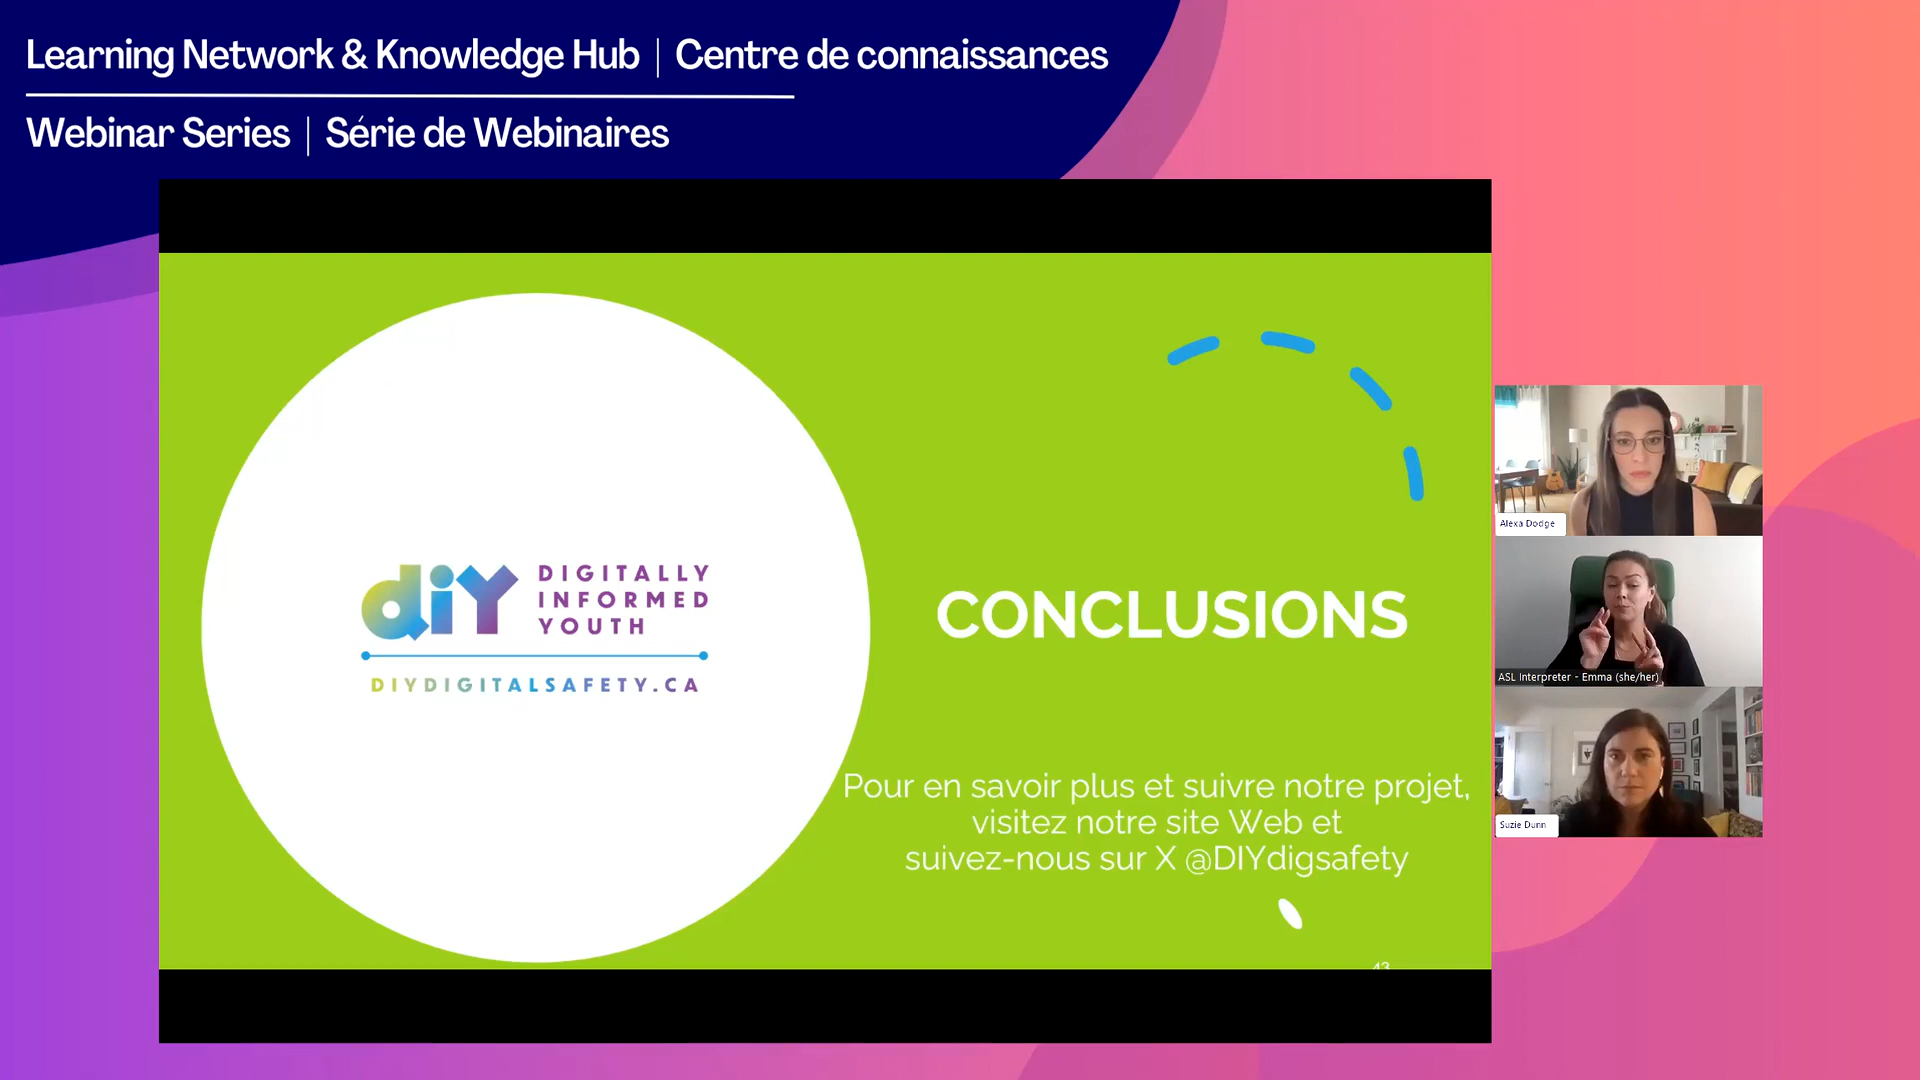 Learning Network & Knowledge Hub | Centre de connaissances
Webinar Series | Série de Webinaires
diY DIGITALLY
INFORMED
YOUTH
DIYDIGITALSAFETY.CA
CONCLUSIONS
Pour en savoir plus et suivre notre projet,
visitez notre site Web et
suivez-nous sur X @DIYdigsafety
43
Alexa Dodge
ASL Interpreter - Emma (she/her)
Suzie Dunn